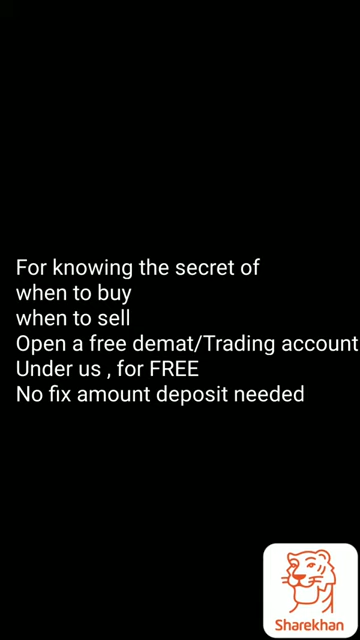 For knowing the secret of
when to buy
when to sell
Open a free demat/Trading account
Under us , for FREE
No fix amount deposit needed
Sharekhan